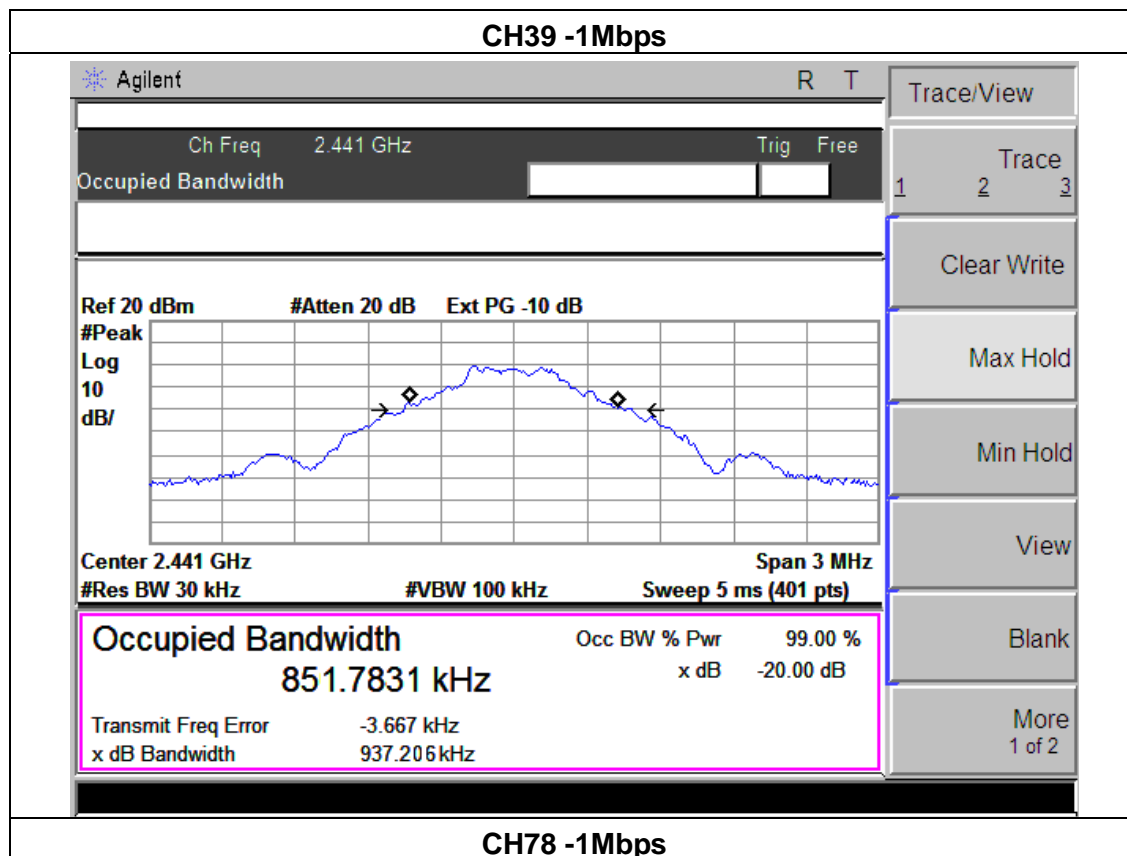 CH39 -1Mbps
Agilent R T
Trace/View
Ch Freq 2.441 GHz Trig Free
Occupied Bandwidth
Trace
1 2 3
Clear Write
Ref 20 dBm #Atten 20 dB Ext PG -10 dB
#Peak
Log
10
dB/
Max Hold
Min Hold
Center 2.441 GHz Span 3 MHz
#Res BW 30 kHz #VBW 100 kHz Sweep 5 ms (401 pts)
View
Occupied Bandwidth Occ BW % Pwr 99.00 %
851.7831 kHz x dB -20.00 dB
Blank
Transmit Freq Error -3.667 kHz
x dB Bandwidth 937.206kHz
More
1 of 2
CH78 -1Mbps